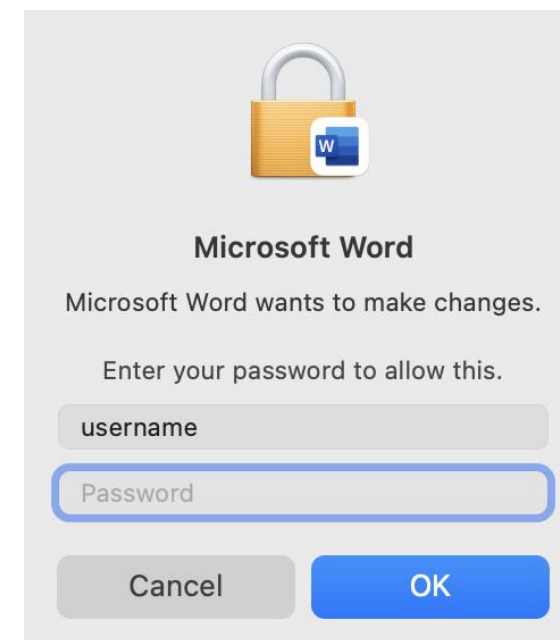 W
Microsoft Word
Microsoft Word wants to make changes.
Enter your password to allow this.
username
Password
Cancel OK